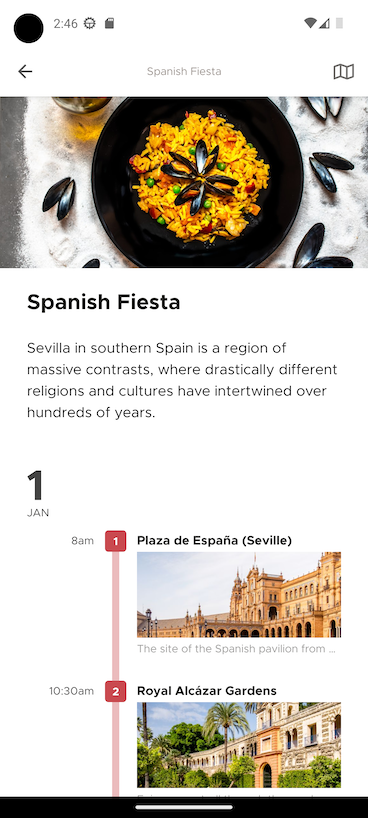 2:46
Spanish Fiesta
Spanish Fiesta
Sevilla in southern Spain is a region of
massive contrasts, where drastically different
religions and cultures have intertwined over
hundreds of years.
1
JAN
8am
1
Plaza de España (Seville)
The site of the Spanish pavilion from ...
10:30am
2
Royal Alcázar Gardens